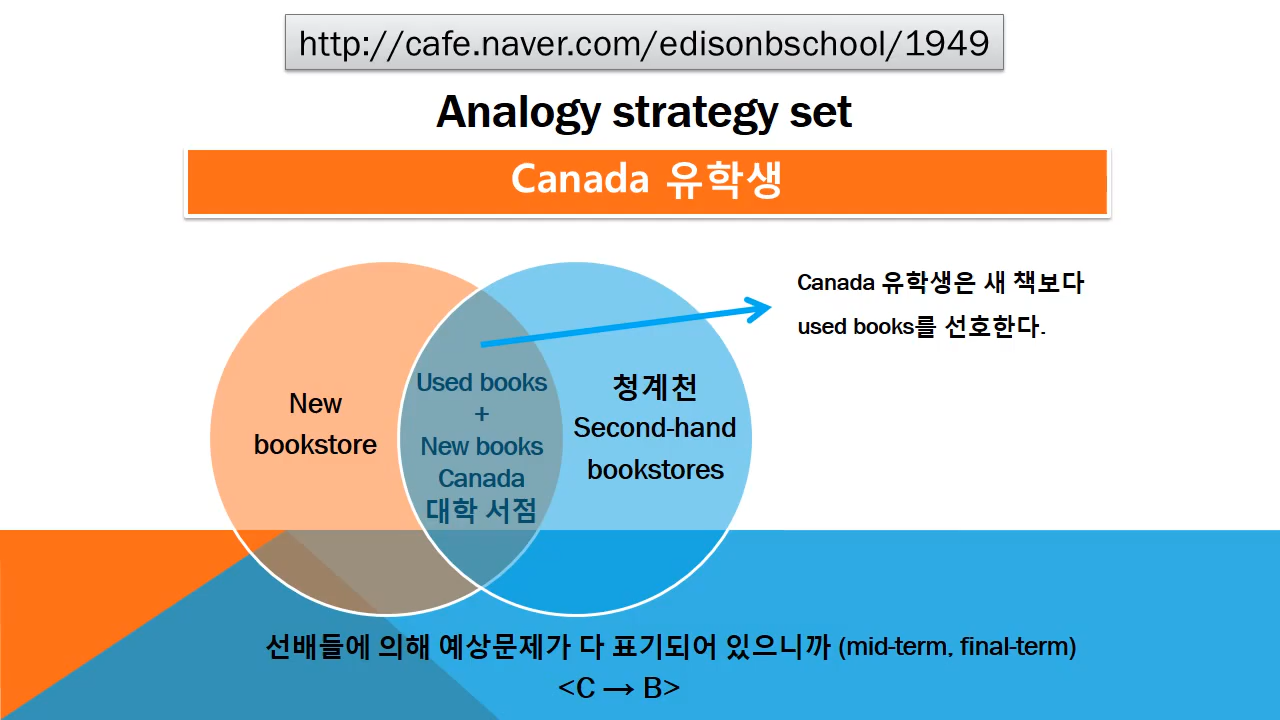 http://cafe.naver.com/edisonbschool/1949
Analogy strategy set
Canada 유학생
Canada 유학생은 새 책보다
used books를 선호한다.
New
bookstore
Used books
+
New books
Canada
대학 서점
청계천
Second-hand
bookstores
선배들에 의해 예상문제가 다 표기되어 있으니까 (mid-term, final-term)
<C → B>